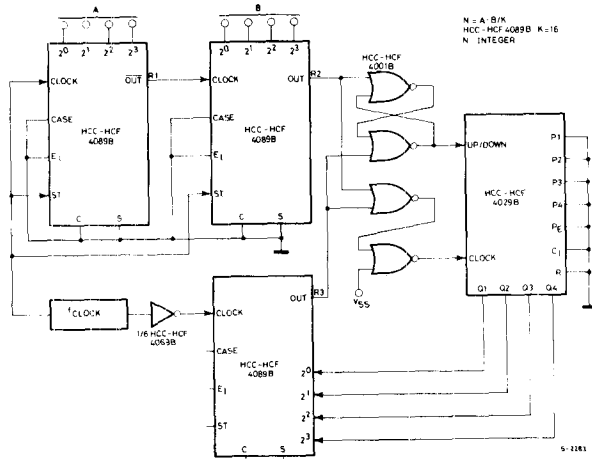 A
B
N = A·B/K
HCC-HCF 4089B K=16
N INTEGER
2⁰ 2¹ 2² 2³
2⁰ 2¹ 2² 2³
CLOCK
OUT
R1
CASE
HCC-HCF
4089B
E1
ST
C S
CLOCK
OUT
R2
CASE
HCC-HCF
4089B
E1
ST
C S
HCC-HCF
4001B
UP/DOWN
HCC-HCF
4029B
CLOCK
P1
P2
P3
P4
PE
C1
R
Q1 Q2 Q3 Q4
VSS
fCLOCK
1/6 HCC-HCF
4063B
CLOCK
OUT
R3
CASE
HCC-HCF
4089B
E1
ST
C S
2⁰
2¹
2²
2³
S-2283